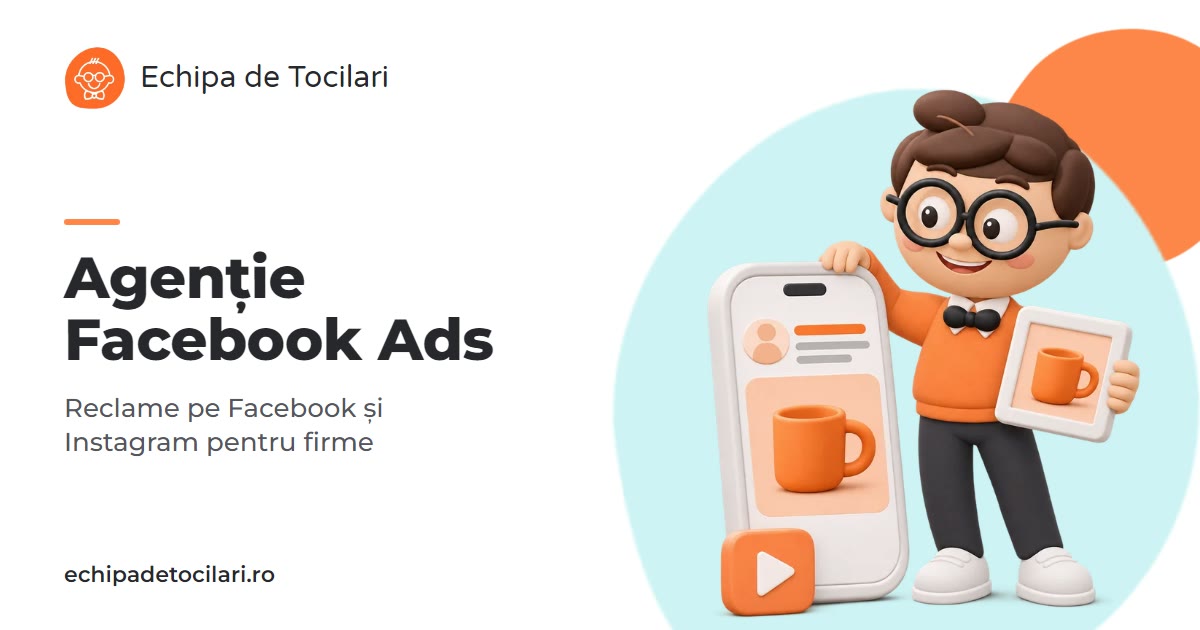 Echipa de Tocilari
Agenție
Facebook Ads
Reclame pe Facebook și
Instagram pentru firme
echipadetocilari.ro